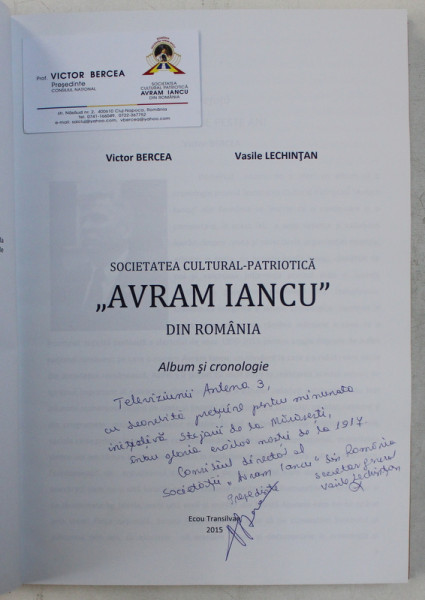 Prof. VICTOR BERCEA
Președinte
CONSILIUL NAȚIONAL
SOCIETATEA
CULTURAL PATRIOTICĂ
AVRAM IANCU
DIN ROMÂNIA
Victor BERCEA
Vasile LECHINȚAN
SOCIETATEA CULTURAL-PATRIOTICĂ
„AVRAM IANCU”
DIN ROMÂNIA
Album și cronologie
Televiziunii Antena 3,
cu deosebită prețuire pentru minunata
inițiativă Stejarii de la Mărășești,
întru gloria eroilor noștri de la 1917.
Consiliul director al
Societății „Avram Iancu” din România
președinte
secretar general
Vasile Lechințan
Ecou Transilvan
2015